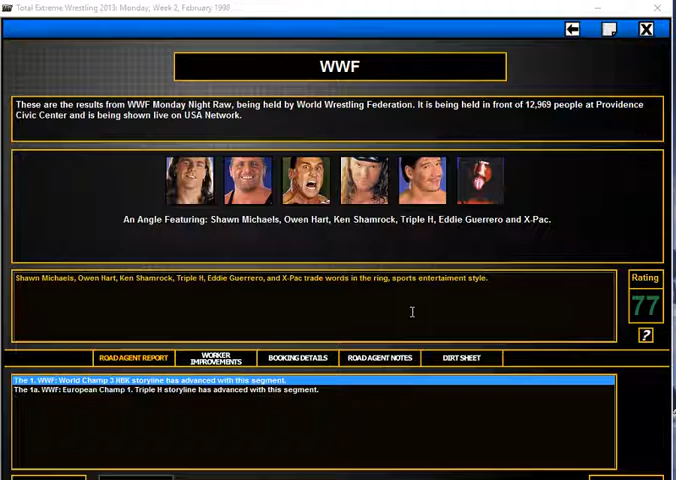 Total Extreme Wrestling 2013: Monday, Week 2, February 1998
WWF
These are the results from WWF Monday Night Raw, being held by World Wrestling Federation. It is being held in front of 12,969 people at Providence
Civic Center and is being shown live on USA Network.
An Angle Featuring: Shawn Michaels, Owen Hart, Ken Shamrock, Triple H, Eddie Guerrero and X-Pac.
Shawn Michaels, Owen Hart, Ken Shamrock, Triple H, Eddie Guerrero, and X-Pac trade words in the ring, sports entertaiment style.
Rating
77
?
ROAD AGENT REPORT
WORKER
IMPROVEMENTS
BOOKING DETAILS
ROAD AGENT NOTES
DIRT SHEET
The 1. WWF: World Champ 3 HBK storyline has advanced with this segment.
The 1a. WWF: European Champ 1. Triple H storyline has advanced with this segment.